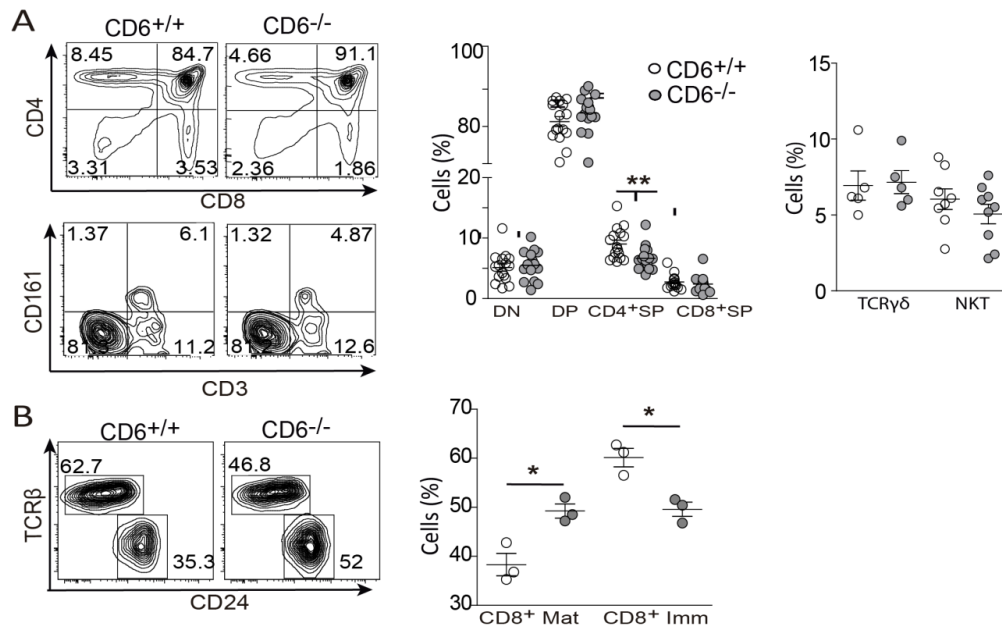 A
CD6+/+ CD6-/-
8.45 84.7 4.66 91.1
CD4
3.31 3.53 2.36 1.86
CD8
1.37 6.1 1.32 4.87
CD161
11.2 12.6
CD3
100
80
20
10
0
Cells (%)
CD6+/+
CD6-/-
**
DN DP CD4+SP CD8+SP
15
10
5
0
Cells (%)
TCRγδ NKT
B
CD6+/+ CD6-/-
62.7 46.8
TCRβ
35.3 52
CD24
70
60
50
40
30
Cells (%)
*
*
CD8+ Mat CD8+ Imm